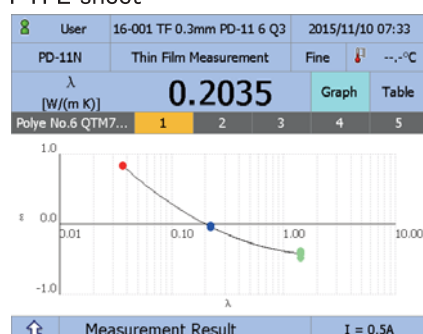 PTFE sheet
8 User 16-001 TF 0.3mm PD-11 6 Q3 2015/11/10 07:33
PD-11N Thin Film Measurement Fine --.-°C
λ
[W/(m K)] 0.2035 Graph Table
Polye No.6 QTM7... 1 2 3 4 5
1.0
ε 0.0
0.01 0.10 1.00 10.00
-1.0
λ
Measurement Result I = 0.5A